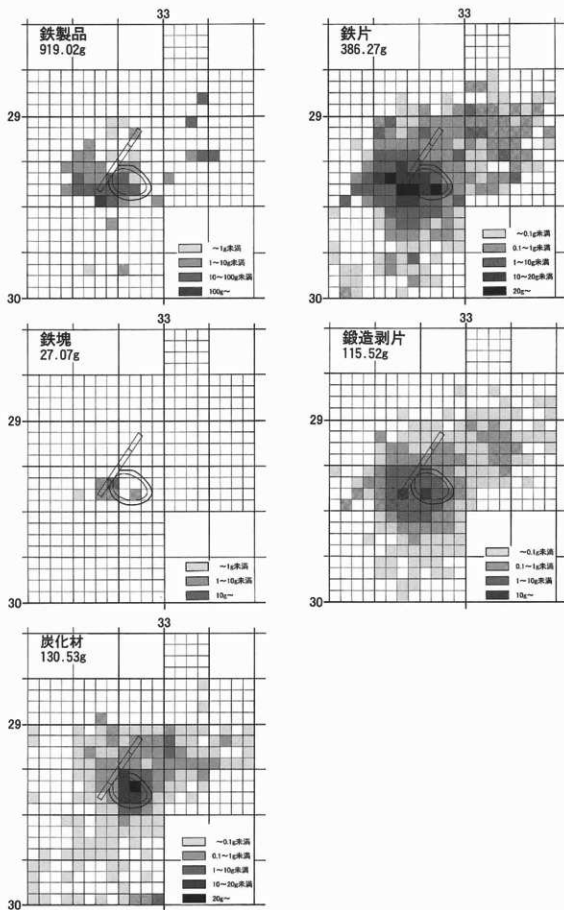 33
鉄製品
919.02g
29
30
～1g未満
1～10g未満
10～100g未満
100g～
33
鉄片
386.27g
29
30
～0.1g未満
0.1～1g未満
1～10g未満
10～20g未満
20g～
33
鉄塊
27.07g
29
30
～1g未満
1～10g未満
10g～
33
鍛造剥片
115.52g
29
30
～0.1g未満
0.1～1g未満
1～10g未満
10g～
33
炭化材
130.53g
29
30
～0.1g未満
0.1～1g未満
1～10g未満
10～20g未満
20g～